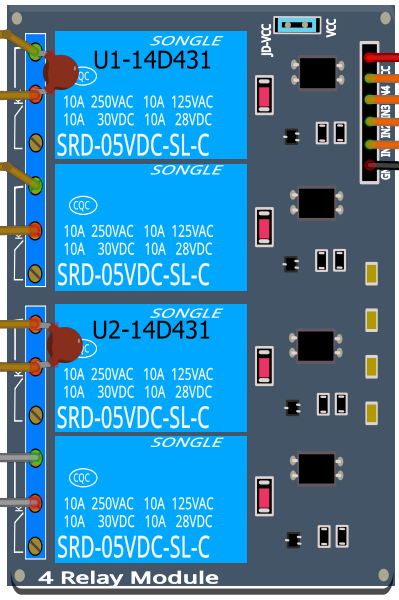 SONGLE
U1-14D431
CQC
10A 250VAC 10A 125VAC
10A 30VDC 10A 28VDC
SRD-05VDC-SL-C
SONGLE
CQC
10A 250VAC 10A 125VAC
10A 30VDC 10A 28VDC
SRD-05VDC-SL-C
SONGLE
U2-14D431
10A 250VAC 10A 125VAC
10A 30VDC 10A 28VDC
SRD-05VDC-SL-C
SONGLE
CQC
10A 250VAC 10A 125VAC
10A 30VDC 10A 28VDC
SRD-05VDC-SL-C
JD-VCC
VCC
IN3
IN2
4 Relay Module